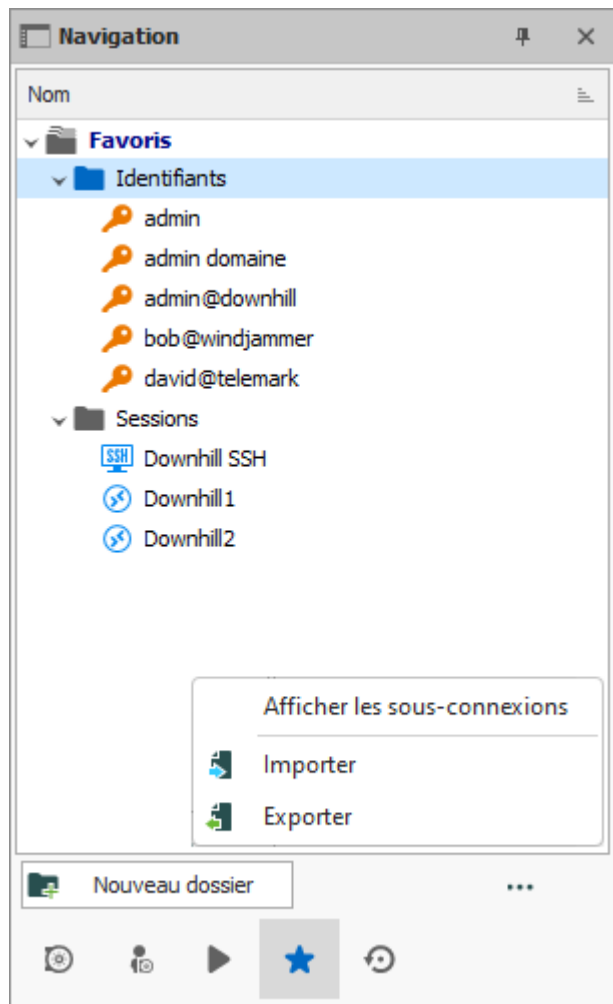 Navigation
Nom
Favoris
Identifiants
admin
admin domaine
admin@downhill
bob@windjammer
david@telemark
Sessions
SSH Downhill SSH
Downhill1
Downhill2
Afficher les sous-connexions
Importer
Exporter
Nouveau dossier